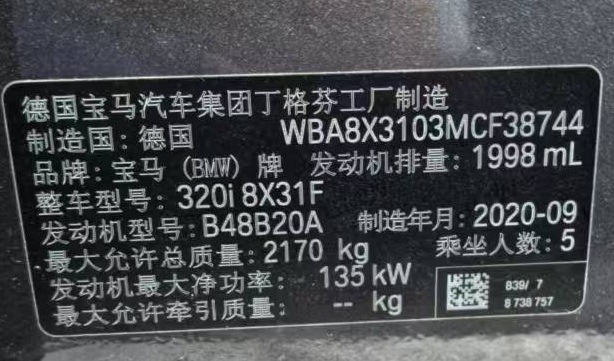 德国宝马汽车集团丁格芬工厂制造
制造国：德国 WBA8X3103MCF38744
品牌：宝马 (BMW) 牌 发动机排量：1998 mL
整车型号：320i 8X31F
发动机型号：B48B20A 制造年月：2020-09
最大允许总质量：2170 kg 乘坐人数：5
发动机最大净功率：135 kW
最大允许牵引质量：-- kg
839/ 7
8 738 757